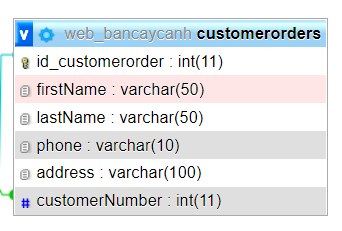 v web_bancaycanh customerorders
id_customerorder : int(11)
firstName : varchar(50)
lastName : varchar(50)
phone : varchar(10)
address : varchar(100)
# customerNumber : int(11)